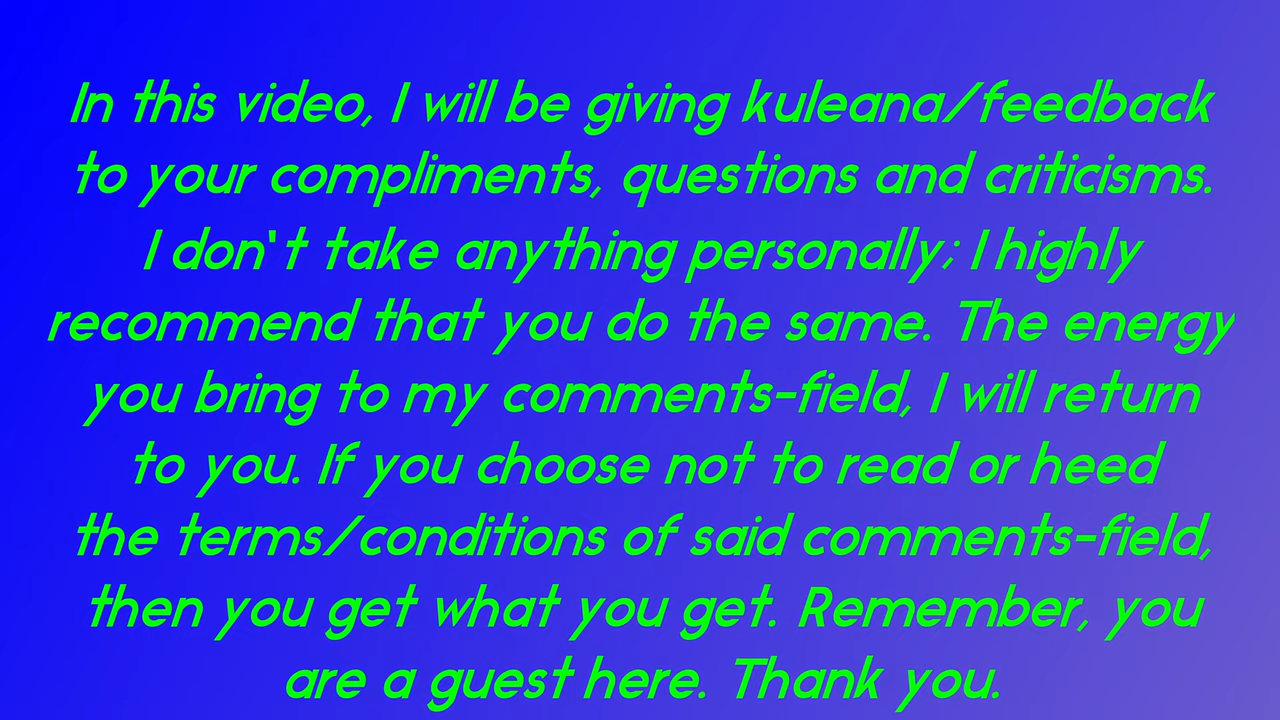 In this video, I will be giving kuleana/feedback
to your compliments, questions and criticisms.
I don't take anything personally; I highly
recommend that you do the same. The energy
you bring to my comments-field, I will return
to you. If you choose not to read or heed
the terms/conditions of said comments-field,
then you get what you get. Remember, you
are a guest here. Thank you.